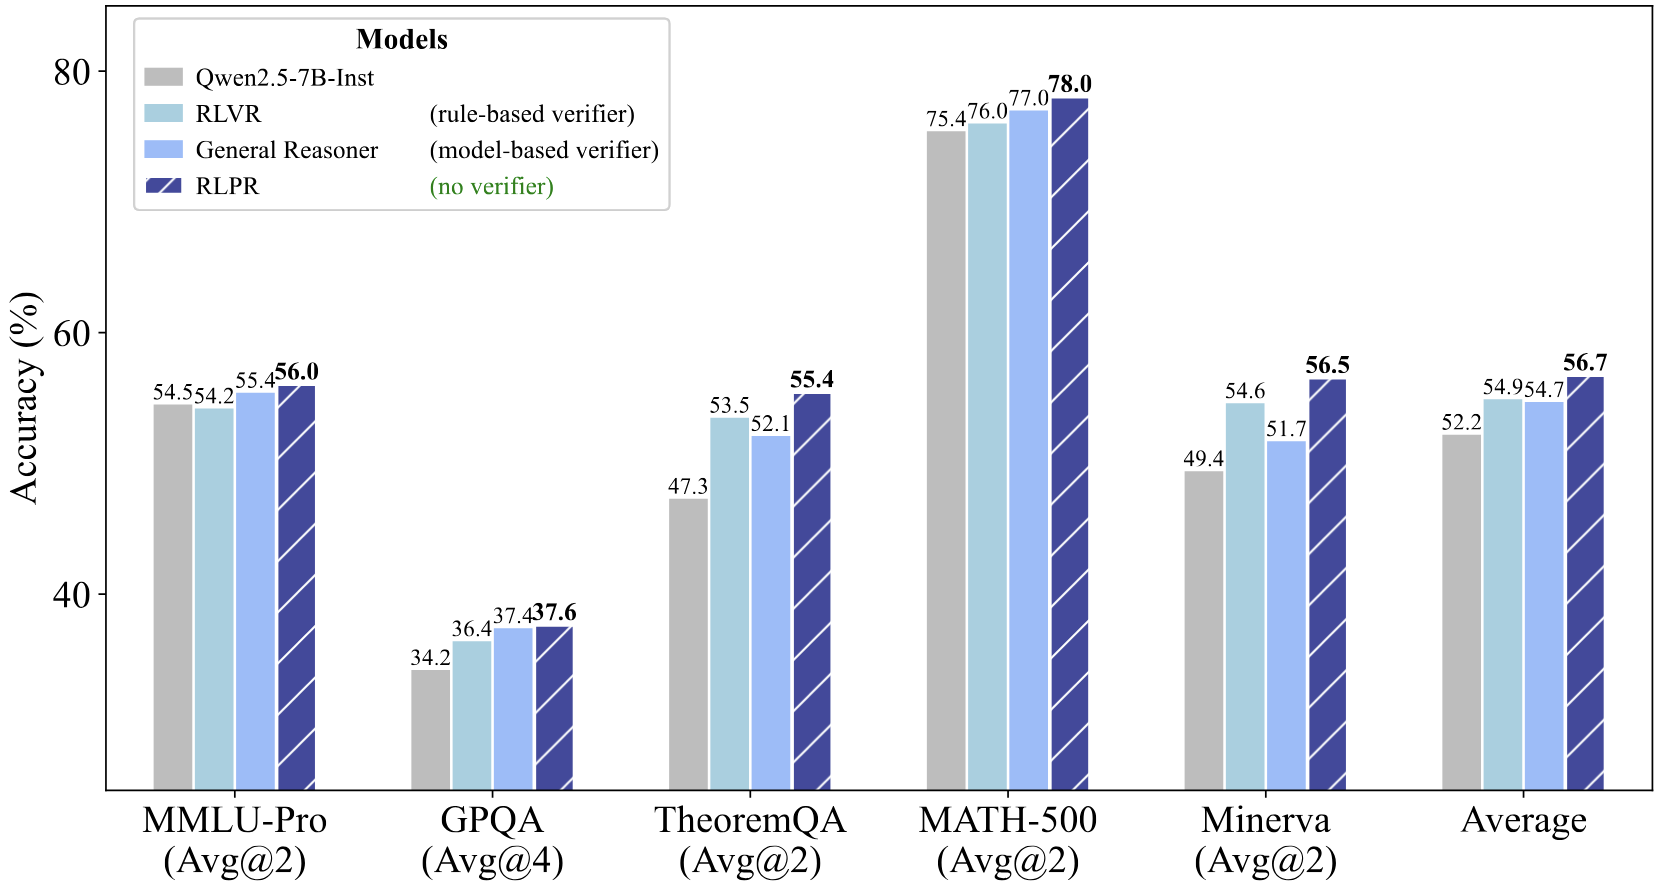 Models
Qwen2.5-7B-Inst
RLVR (rule-based verifier)
General Reasoner (model-based verifier)
RLPR (no verifier)
Accuracy (%)
80
60
40
54.5 54.2 55.4 56.0
34.2 36.4 37.4 37.6
47.3 53.5 52.1 55.4
75.4 76.0 77.0 78.0
49.4 54.6 51.7 56.5
52.2 54.9 54.7 56.7
MMLU-Pro
(Avg@2)
GPQA
(Avg@4)
TheoremQA
(Avg@2)
MATH-500
(Avg@2)
Minerva
(Avg@2)
Average